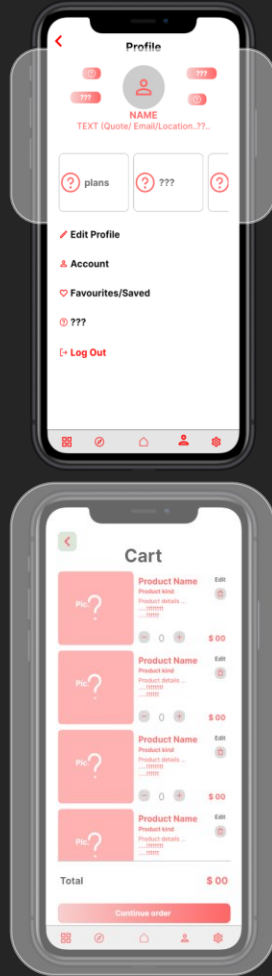 Profile
???
???
NAME
TEXT (Quote/ Email/Location..??..
? plans
? ???
?
Edit Profile
Account
Favourites/Saved
???
Log Out
Cart
Pic.?
Product Name
Edit
Product kind
Product details ...
....!!!!!!!!!
....!!!!!!
- 0 +
$ 00
Pic.?
Product Name
Edit
Product kind
Product details ...
....!!!!!!!!!
....!!!!!!
- 0 +
$ 00
Pic.?
Product Name
Edit
Product kind
Product details ...
....!!!!!!!!!
....!!!!!!
- 0 +
$ 00
Pic.?
Product Name
Edit
Product kind
Product details ...
....!!!!!!!!!
....!!!!!!
Total
$ 00
Continue order